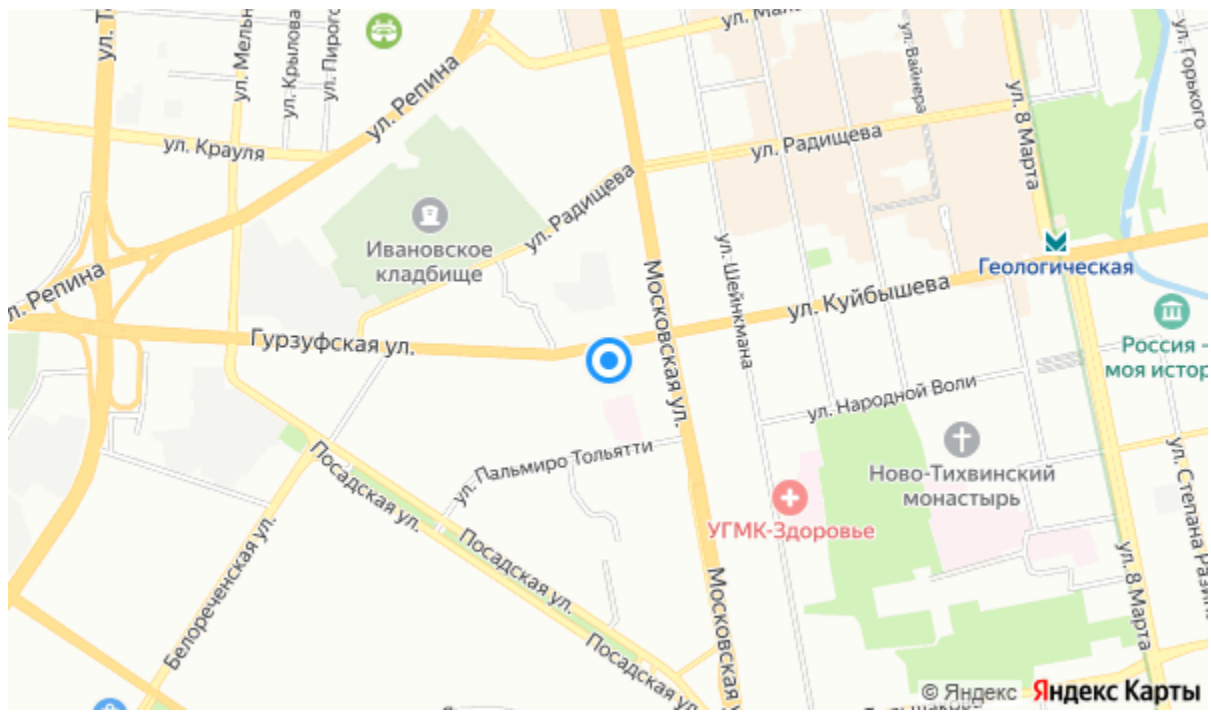 ул. Мельн
ул. Крылова
ул. Пирого
ул. Репина
ул. Мал
ул. Вайнера
ул. Горького
ул. 8 Марта
ул. Крауля
ул. Радищева
ул. Радищева
Ивановское
кладбище
Московская ул.
ул. Шейнкмана
Геологическая
ул. Репина
ул. Куйбышева
Гурзуфская ул.
Россия -
моя истор
ул. Народной Воли
ул. Пальмиро Тольятти
Ново-Тихвинский
монастырь
Посадская ул.
УГМК-Здоровье
ул. Степана Разин
Белореченская ул.
Посадская ул.
Московская у
ул. 8 Марта
Посадская ул.
© Яндекс Яндекс Карты